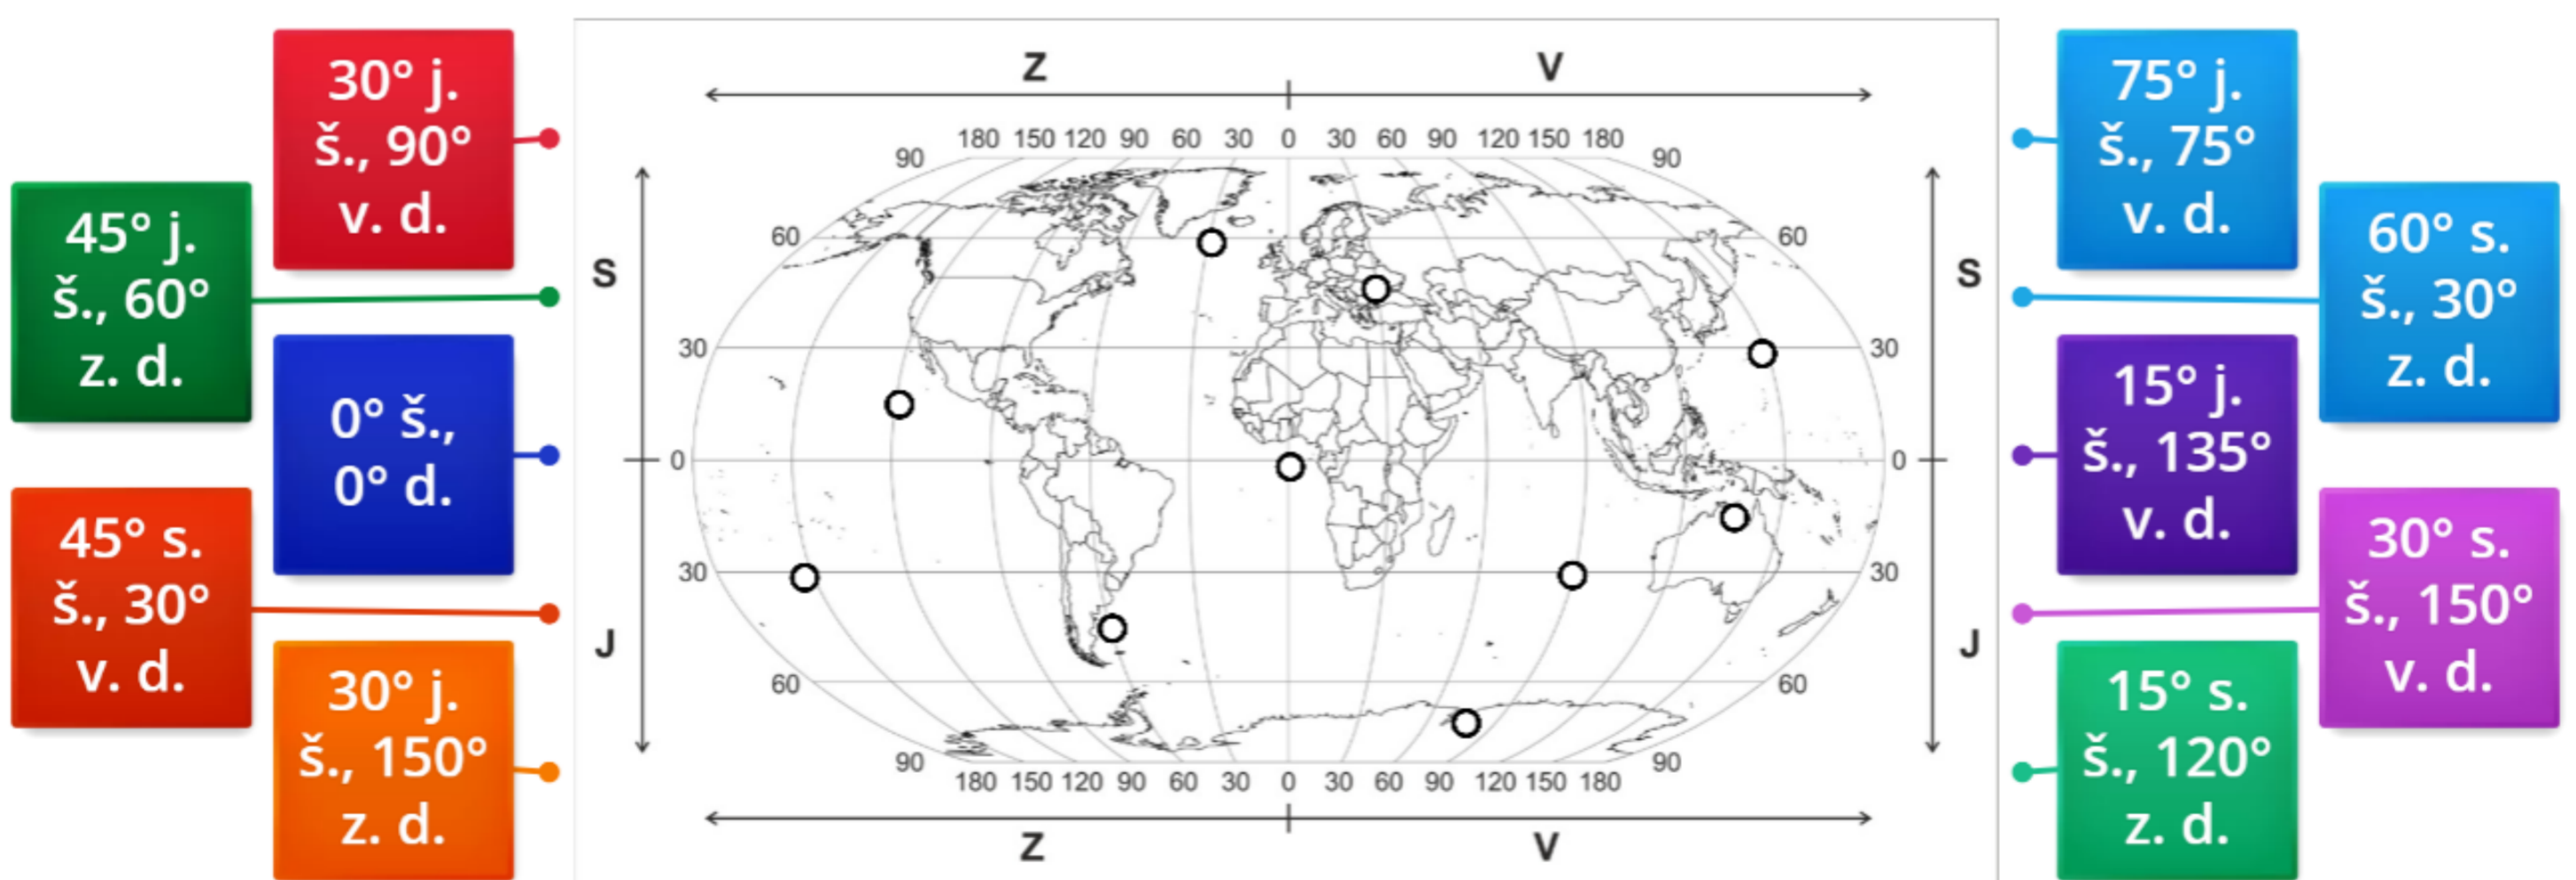 30° j.
š., 90°
v. d.
45° j.
š., 60°
z. d.
0° š.,
0° d.
45° s.
š., 30°
v. d.
30° j.
š., 150°
z. d.
Z V
180 150 120 90 60 30 0 30 60 90 120 150 180
90 90
60 60
S S
30 30
0 0
30 30
J J
60 60
90 90
180 150 120 90 60 30 0 30 60 90 120 150 180
Z V
75° j.
š., 75°
v. d.
60° s.
š., 30°
z. d.
15° j.
š., 135°
v. d.
30° s.
š., 150°
v. d.
15° s.
š., 120°
z. d.